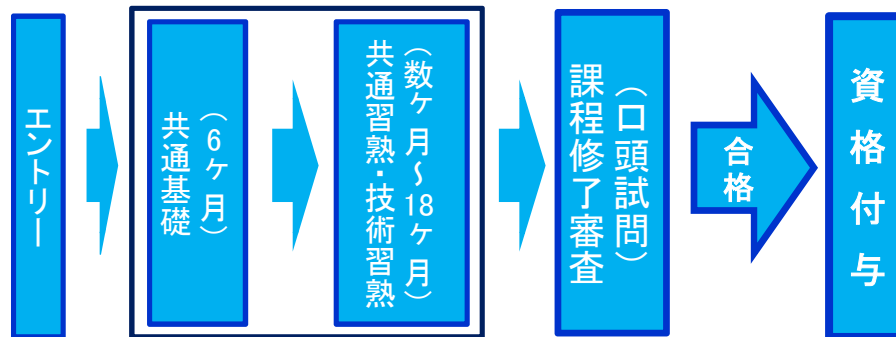 エントリー
共通基礎
（6ヶ月）
共通習熟・技術習熟
（数ヶ月～18ヶ月）
課程修了審査
（口頭試問）
合格
資格付与